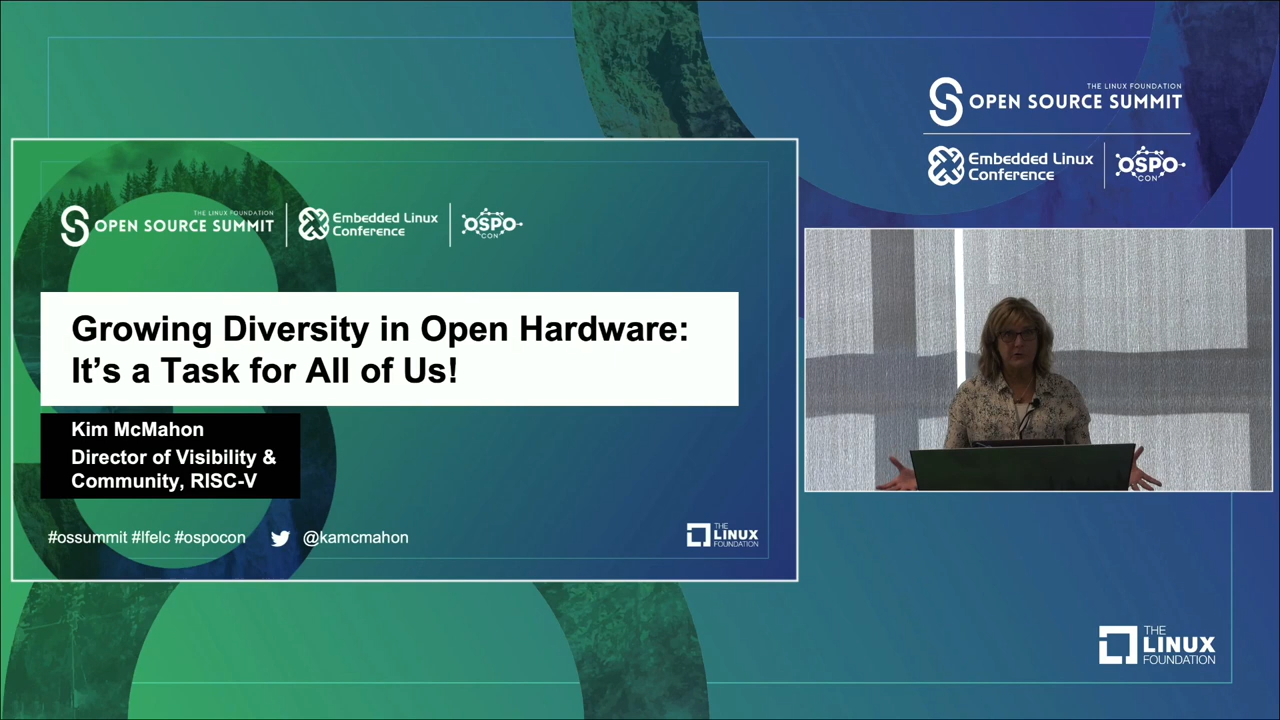 THE LINUX FOUNDATION
OPEN SOURCE SUMMIT
Embedded Linux
Conference
OSPO
CON
THE LINUX FOUNDATION
OPEN SOURCE SUMMIT
Embedded Linux
Conference
OSPO
CON
Growing Diversity in Open Hardware:
It’s a Task for All of Us!
Kim McMahon
Director of Visibility &
Community, RISC-V
#ossummit #lfelc #ospocon
@kamcmahon
THE
LINUX
FOUNDATION
THE
LINUX
FOUNDATION